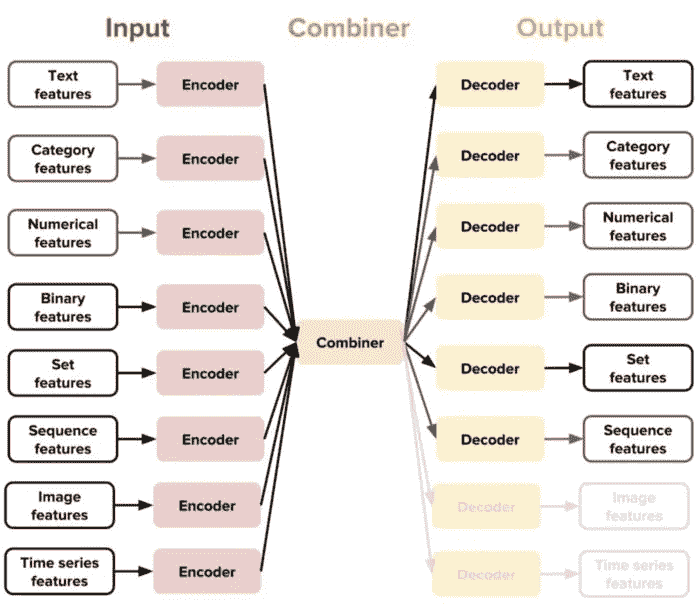 Input
Combiner
Output
Text
features
Encoder
Decoder
Text
features
Category
features
Encoder
Decoder
Category
features
Numerical
features
Encoder
Decoder
Numerical
features
Binary
features
Encoder
Decoder
Binary
features
Combiner
Set
features
Encoder
Decoder
Set
features
Sequence
features
Encoder
Decoder
Sequence
features
Image
features
Encoder
Decoder
Image
features
Time series
features
Encoder
Decoder
Time series
features